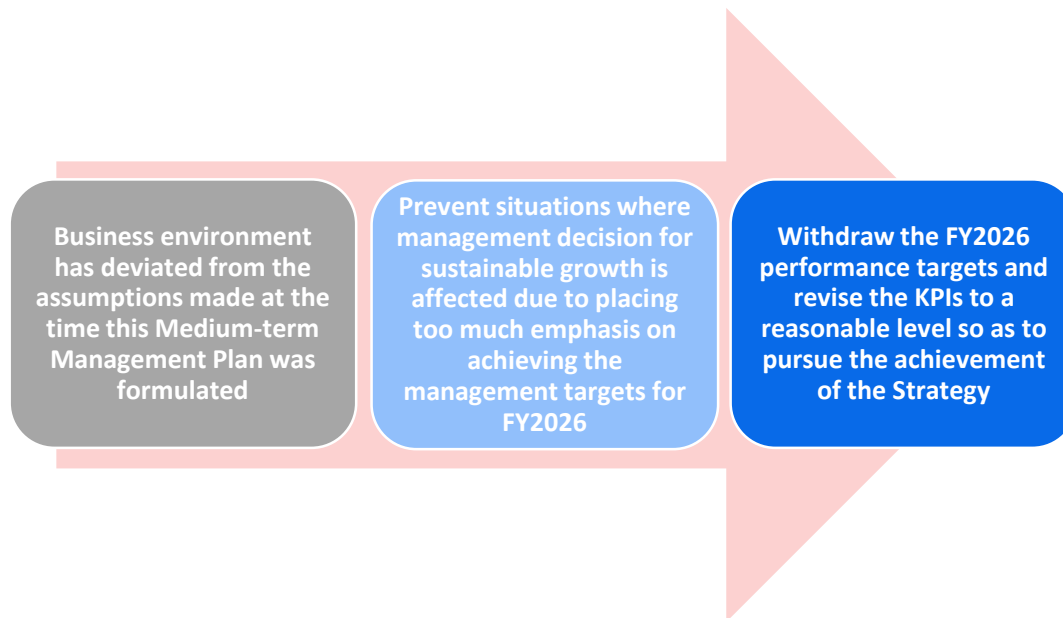 Business environment
has deviated from the
assumptions made at the
time this Medium-term
Management Plan was
formulated
Prevent situations where
management decision for
sustainable growth is
affected due to placing
too much emphasis on
achieving the
management targets for
FY2026
Withdraw the FY2026
performance targets and
revise the KPIs to a
reasonable level so as to
pursue the achievement
of the Strategy